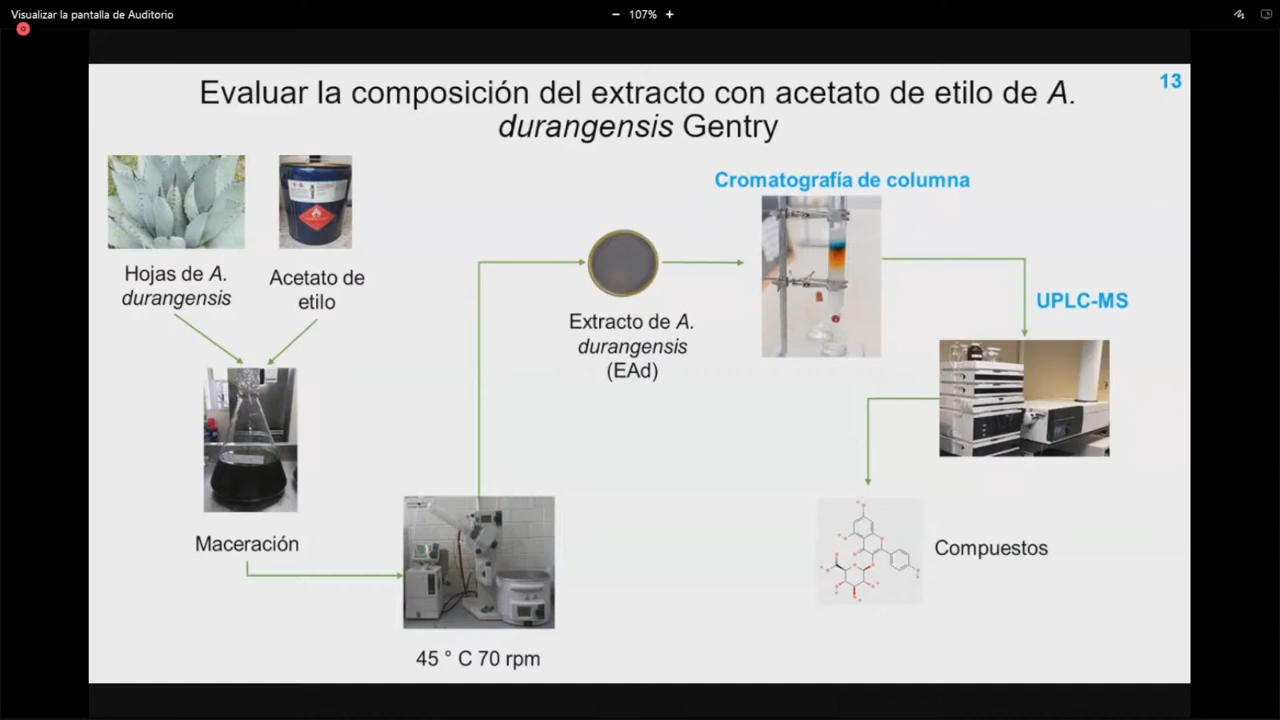 Visualizar la pantalla de Auditorio
− 107% +
13
Evaluar la composición del extracto con acetato de etilo de A.
durangensis Gentry
Cromatografía de columna
Hojas de A.
durangensis
Acetato de
etilo
UPLC-MS
Extracto de A.
durangensis
(EAd)
Maceración
Compuestos
45 ° C 70 rpm